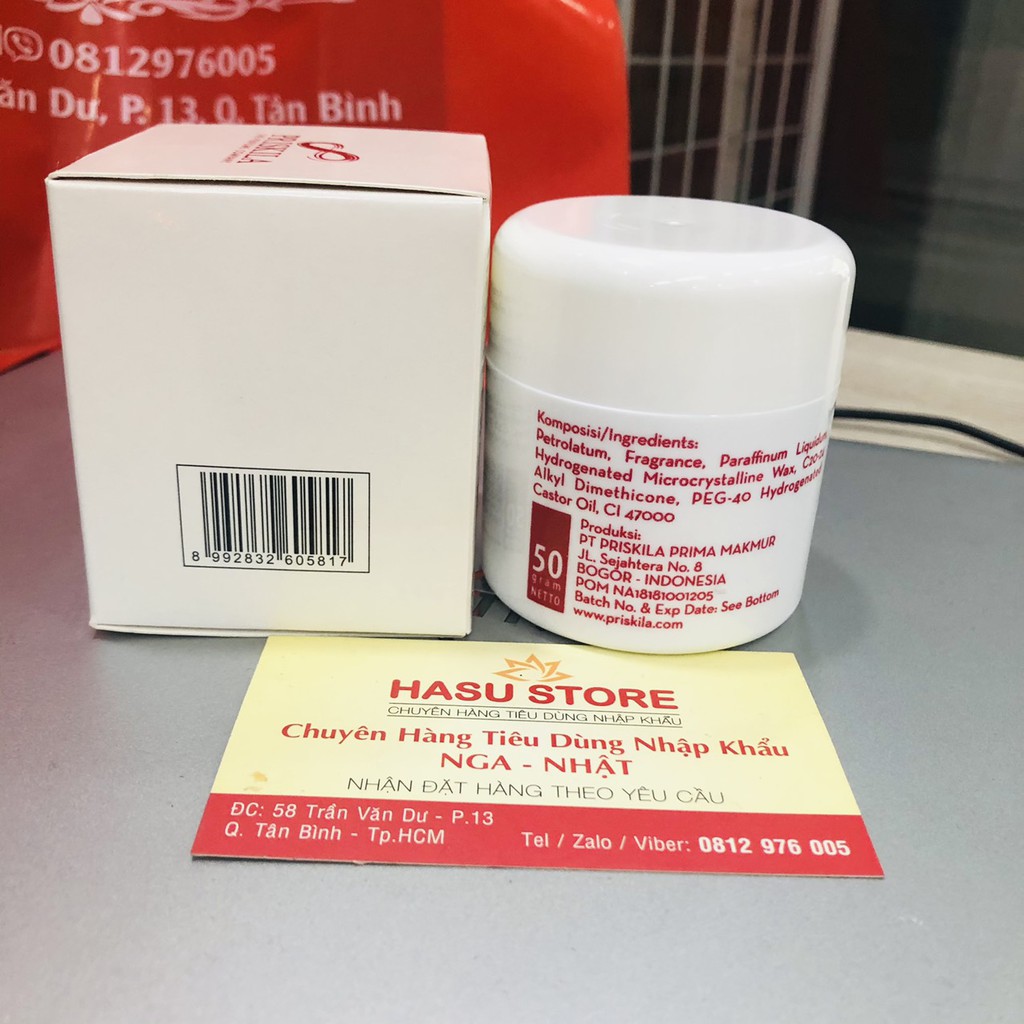 0812976005
ăn Dư, P. 13, Q. Tân Bình
PRISKILA
8 992832 605817
Komposisi/Ingredients:
Petrolatum, Fragrance, Paraffinum Liquidum,
Hydrogenated Microcrystalline Wax, C20-24
Alkyl Dimethicone, PEG-40 Hydrogenated
Castor Oil, CI 47000
50
gram
NETTO
Produksi:
PT PRISKILA PRIMA MAKMUR
JL. Sejahtera No. 8
BOGOR - INDONESIA
POM NA18181001205
Batch No. & Exp Date: See Bottom
www.priskila.com
HASU STORE
CHUYÊN HÀNG TIÊU DÙNG NHẬP KHẨU
Chuyên Hàng Tiêu Dùng Nhập Khẩu
NGA - NHẬT
NHẬN ĐẶT HÀNG THEO YÊU CẦU
ĐC: 58 Trần Văn Dư - P.13
Q. Tân Bình - Tp.HCM
Tel / Zalo / Viber: 0812 976 005